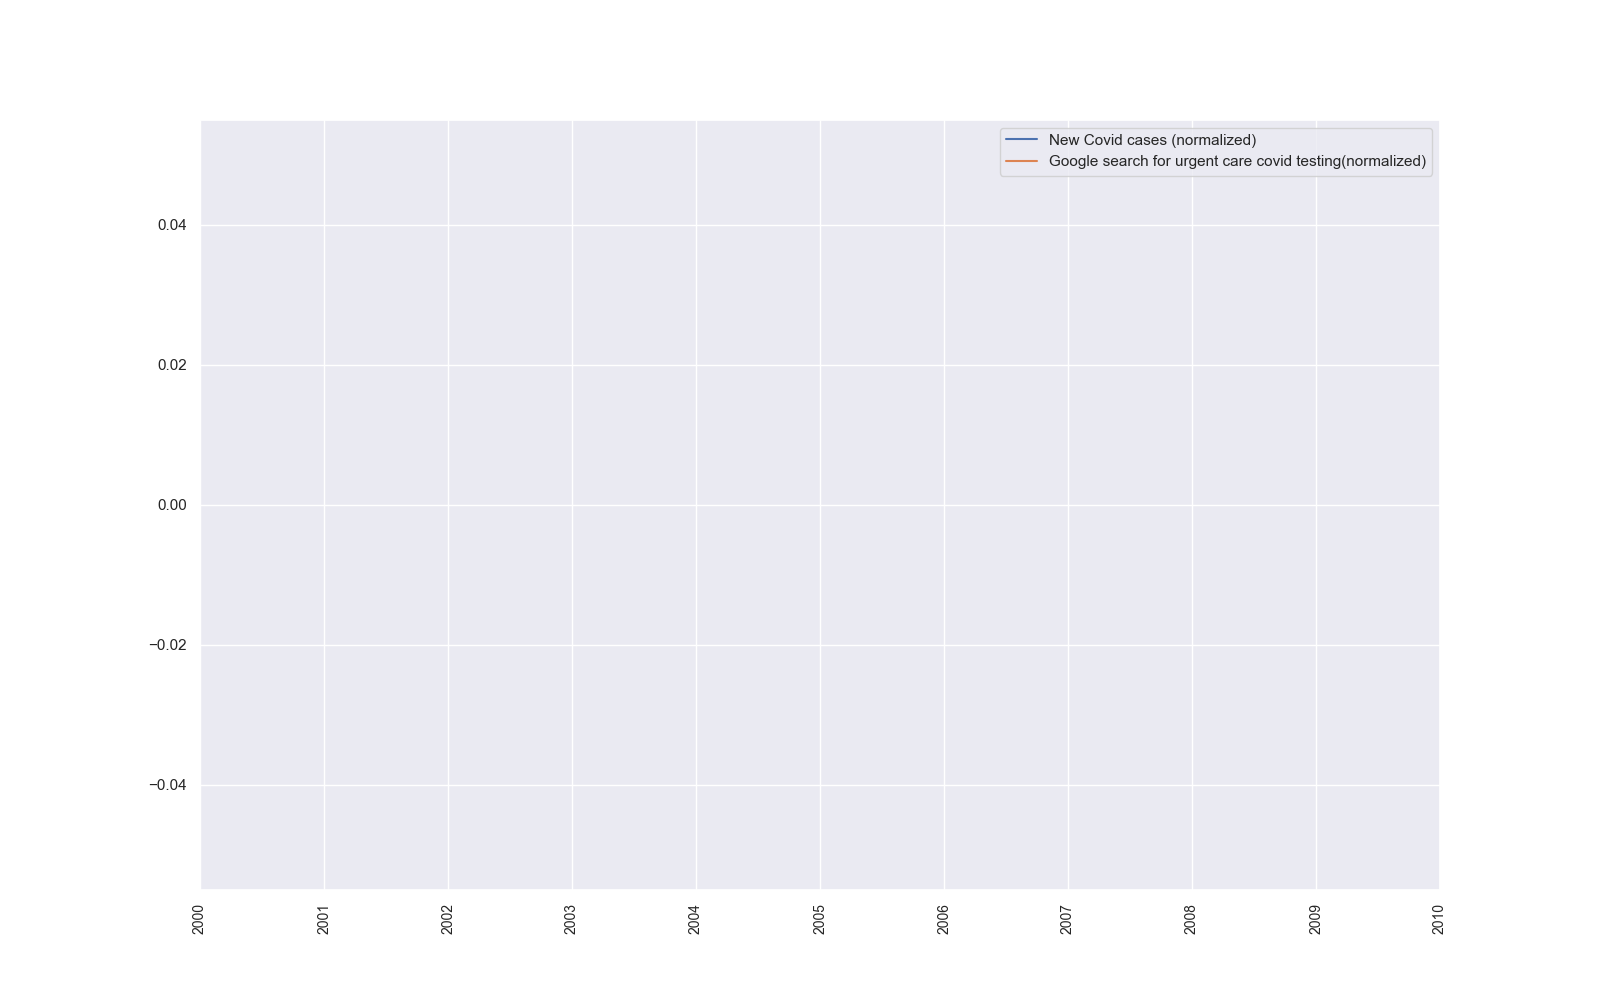 New Covid cases (normalized)
Google search for urgent care covid testing(normalized)
0.04
0.02
0.00
−0.02
−0.04
2000 2001 2002 2003 2004 2005 2006 2007 2008 2009 2010